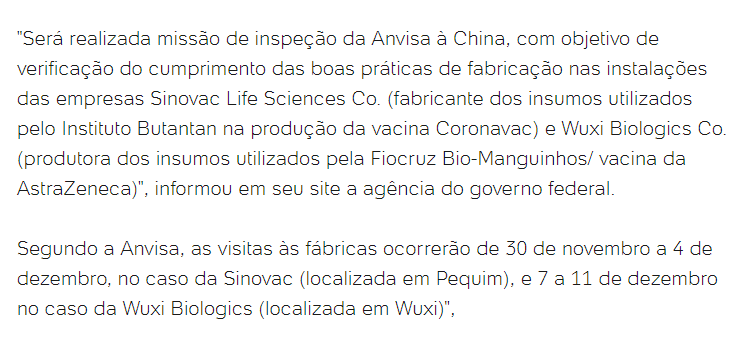 "Será realizada missão de inspeção da Anvisa à China, com objetivo de
verificação do cumprimento das boas práticas de fabricação nas instalações
das empresas Sinovac Life Sciences Co. (fabricante dos insumos utilizados
pelo Instituto Butantan na produção da vacina Coronavac) e Wuxi Biologics Co.
(produtora dos insumos utilizados pela Fiocruz Bio-Manguinhos/ vacina da
AstraZeneca)", informou em seu site a agência do governo federal.
Segundo a Anvisa, as visitas às fábricas ocorrerão de 30 de novembro a 4 de
dezembro, no caso da Sinovac (localizada em Pequim), e 7 a 11 de dezembro
no caso da Wuxi Biologics (localizada em Wuxi)",